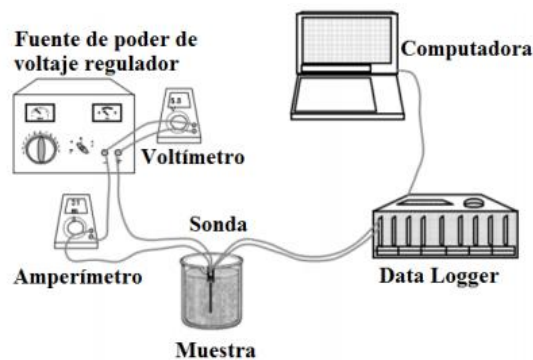 Fuente de poder de
voltaje regulador
Computadora
Voltímetro
Sonda
Amperímetro
Data Logger
Muestra